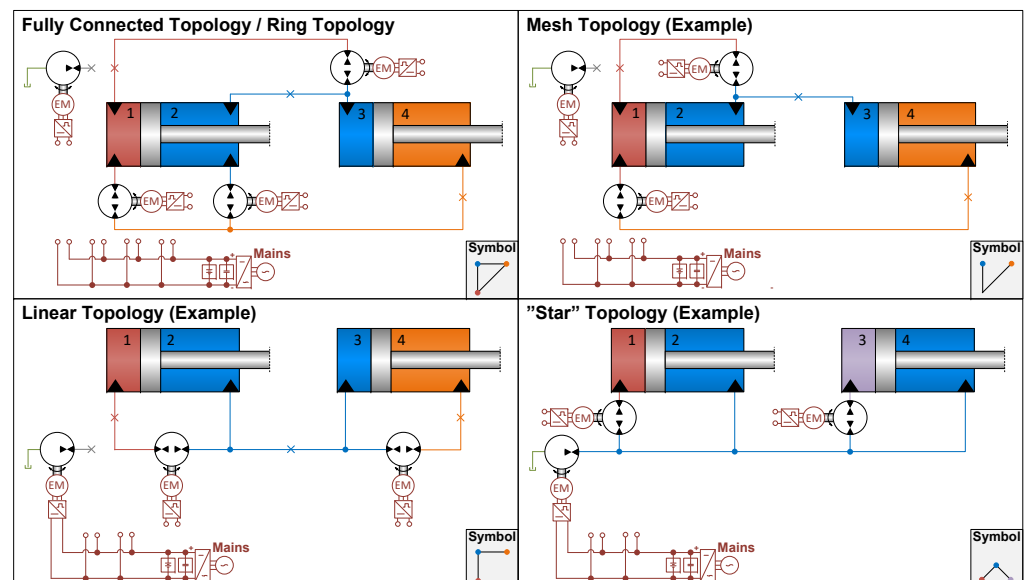 Fully Connected Topology / Ring Topology
EM
EM
1
2
3
4
EM
EM
+
Mains
-
Symbol
Mesh Topology (Example)
EM
EM
1
2
3
4
EM
+
Mains
-
Symbol
Linear Topology (Example)
1
2
3
4
EM
EM
EM
+
Mains
Symbol
”Star” Topology (Example)
1
2
3
4
EM
EM
EM
+
Mains
Symbol